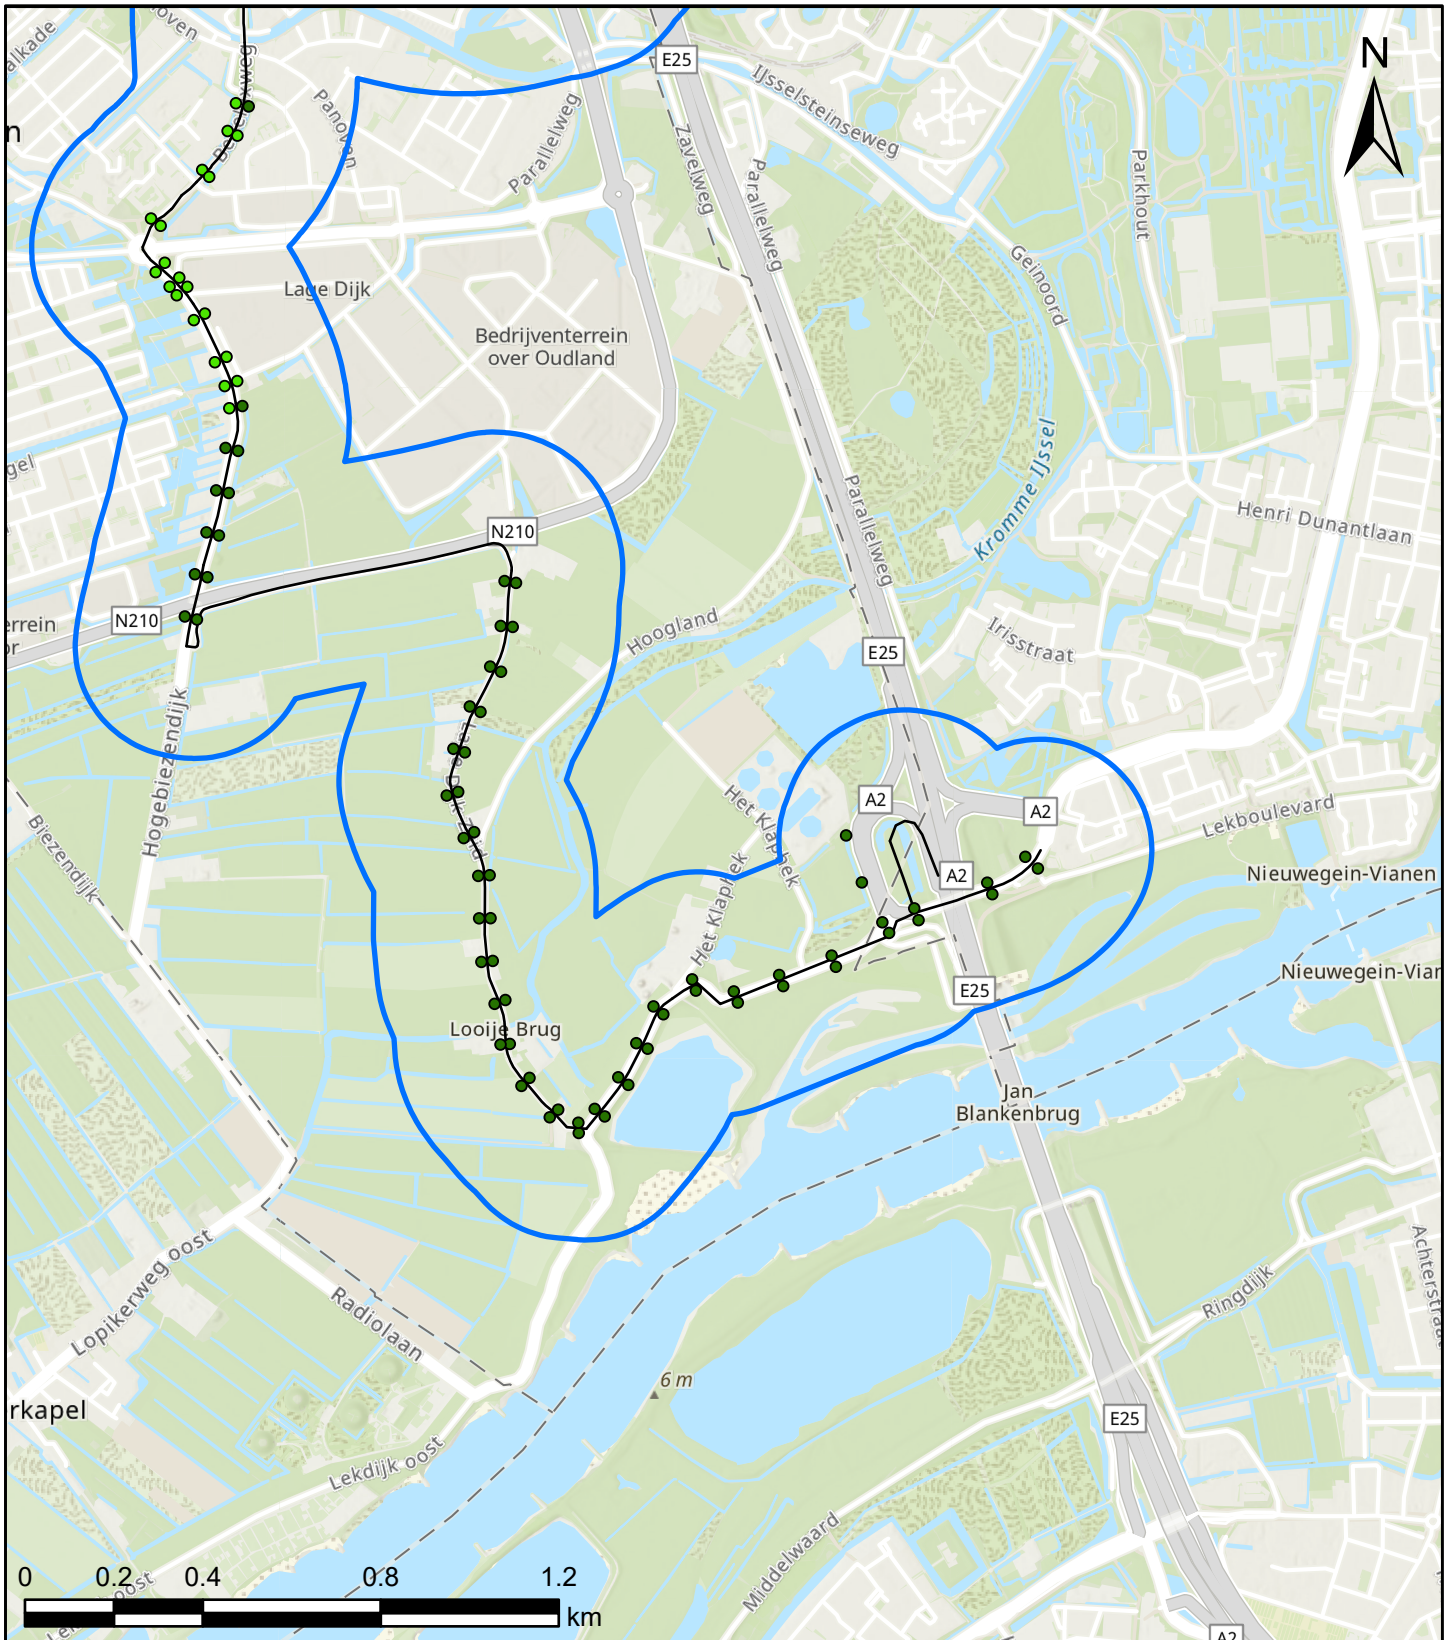 E25
N
IJsselsteinseweg
Panoven
Parallelweg
Zavelweg
Parallelweg
Parkhout
Geinoord
Lage Dijk
Bedrijventerrein
over Oudland
Kromme IJssel
Parallelweg
Henri Dunantlaan
N210
N210
Hoogland
Irisstraat
E25
Hogebiezendijk
Biezendijk
Het Klaphek
Het Klaphek
A2
A2
A2
Lekboulevard
Nieuwegein-Vianen
E25
Looije Brug
Jan
Blankenbrug
Lopikerweg oost
Radiolaan
Ringdijk
6 m
rkapel
E25
Lekdijk oost
Middelwaard
0 0.2 0.4 0.8 1.2
km
A2